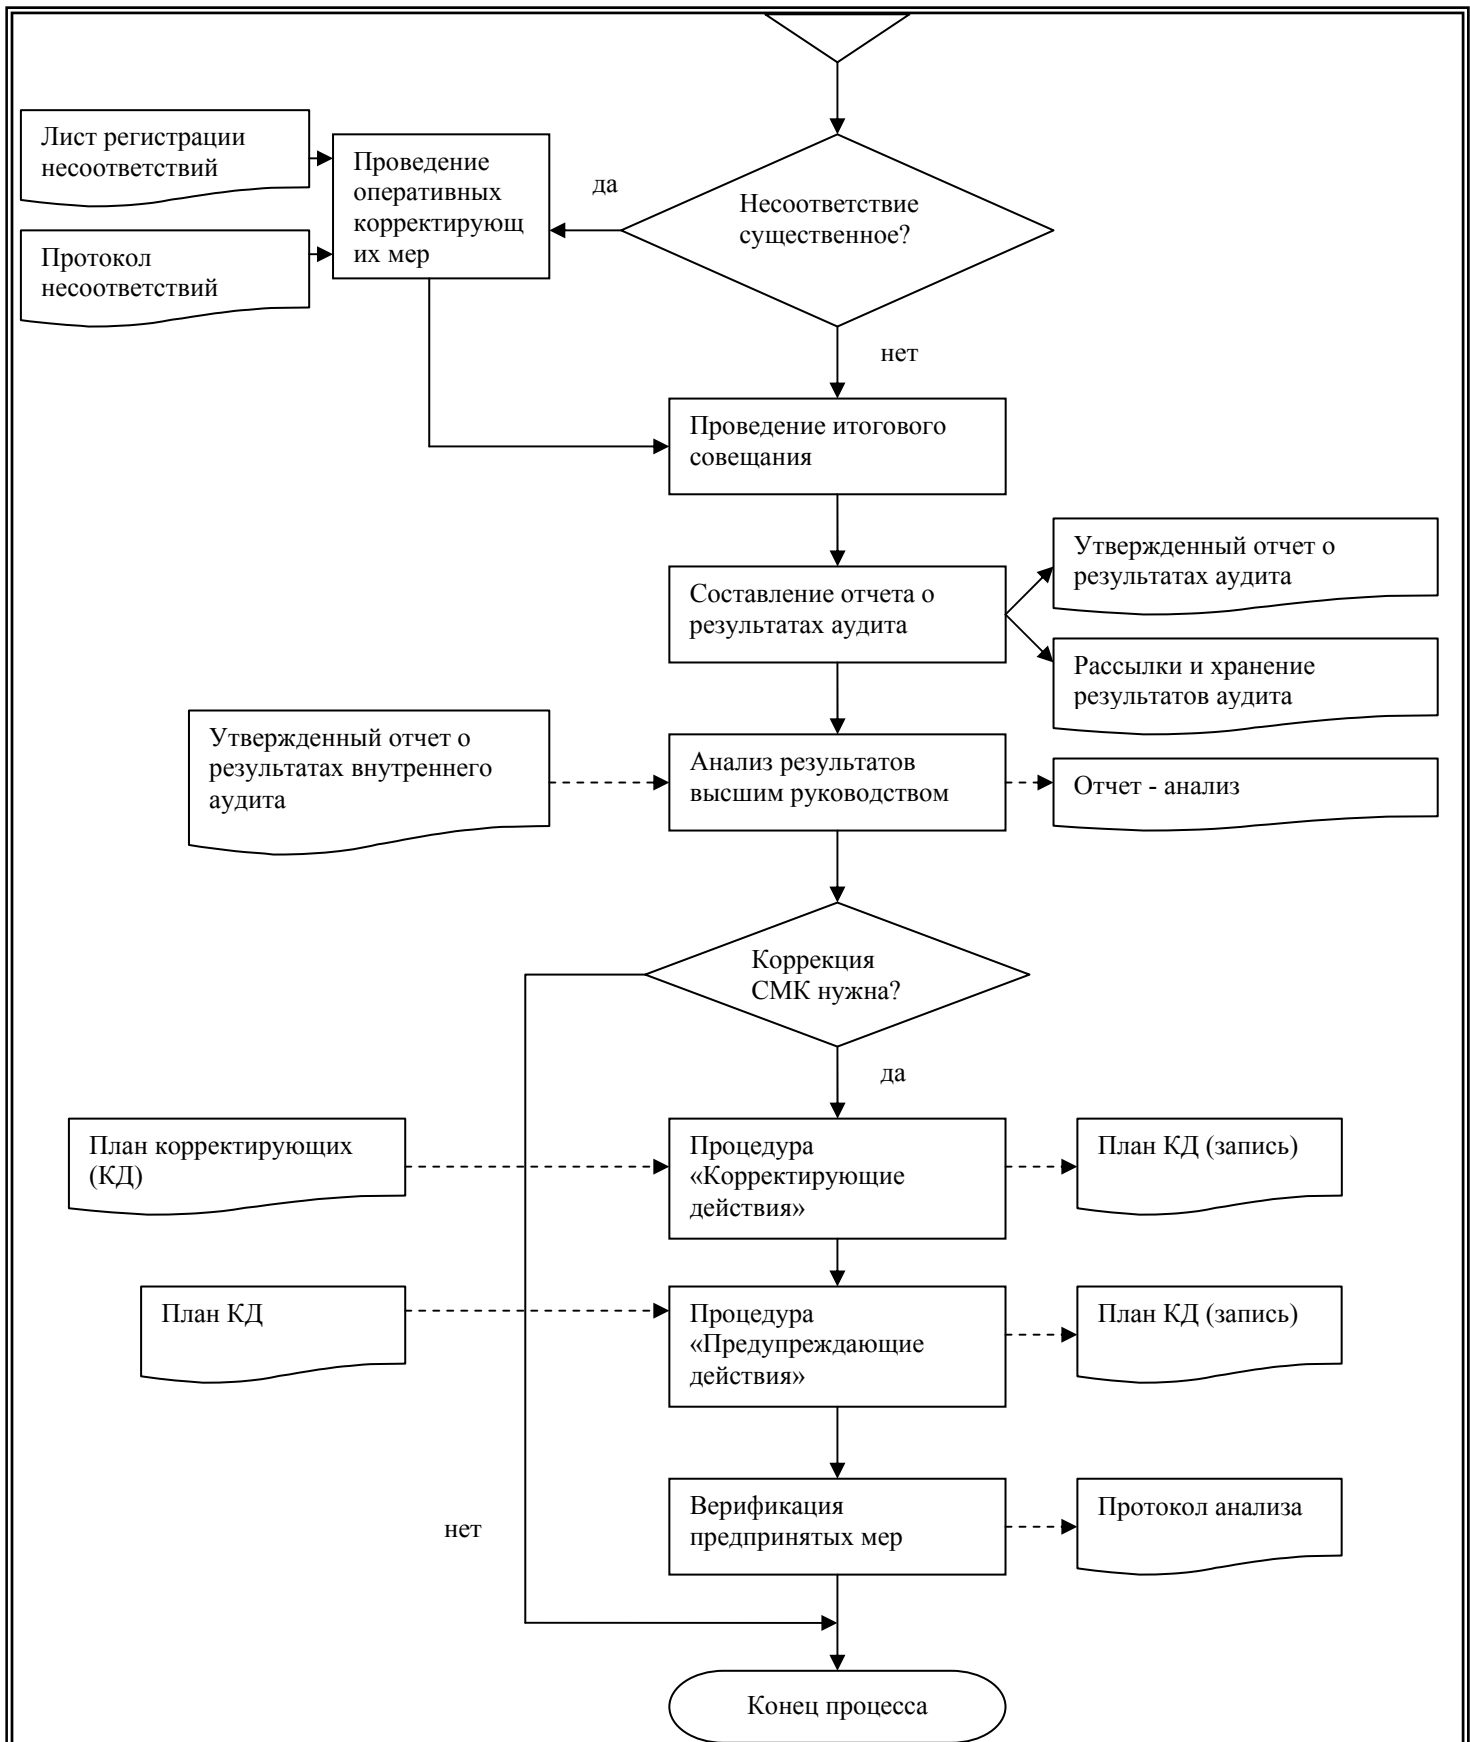 Лист регистрации
несоответствий
Проведение
оперативных
корректирующ
их мер
да
Несоответствие
существенное?
Протокол
несоответствий
нет
Проведение итогового
совещания
Утвержденный отчет о
результатах аудита
Составление отчета о
результатах аудита
Рассылки и хранение
результатов аудита
Утвержденный отчет о
результатах внутреннего
аудита
Анализ результатов
высшим руководством
Отчет - анализ
Коррекция
СМК нужна?
да
План корректирующих
(КД)
Процедура
«Корректирующие
действия»
План КД (запись)
План КД
Процедура
«Предупреждающие
действия»
План КД (запись)
нет
Верификация
предпринятых мер
Протокол анализа
Конец процесса